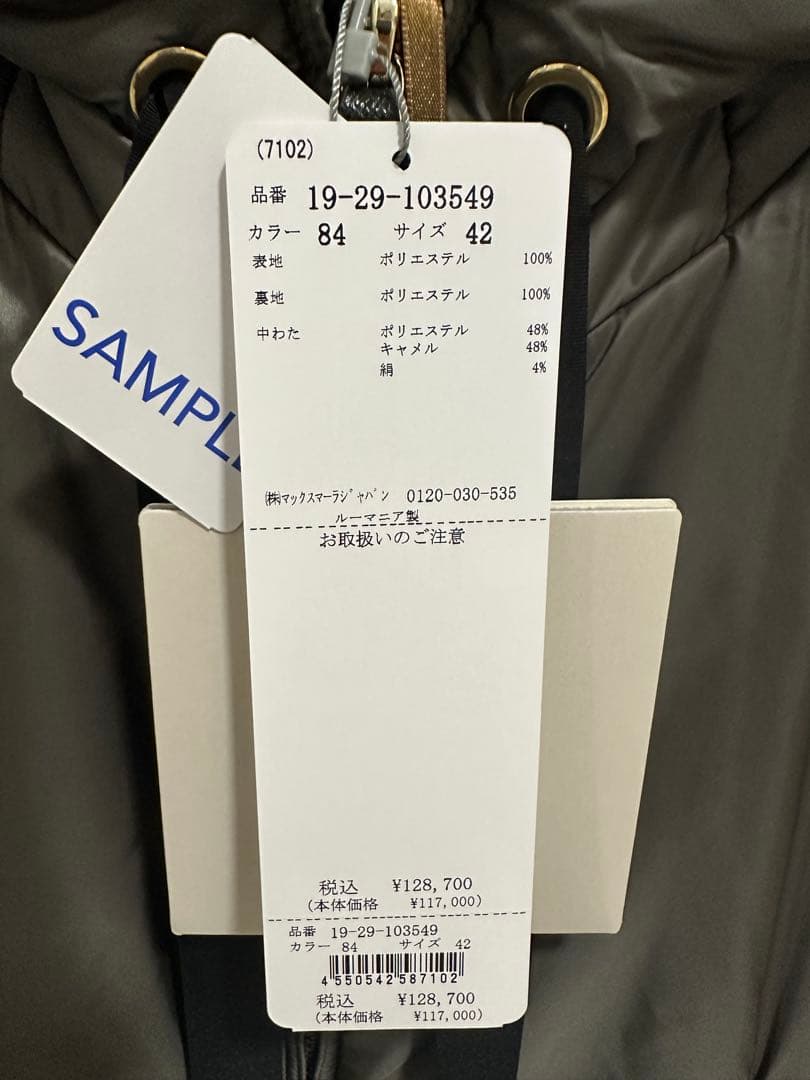 SAMPL
(7102)
品番 19-29-103549
カラー 84 サイズ 42
表地 ポリエステル 100%
裏地 ポリエステル 100%
中わた ポリエステル 48%
キャメル 48%
絹 4%
㈱マックスマーラジャパン 0120-030-535
ルーマニア製
お取扱いのご注意
税込 ¥128,700
(本体価格 ¥117,000)
品番 19-29-103549
カラー 84 サイズ 42
4550542587102
税込 ¥128,700
(本体価格 ¥117,000)